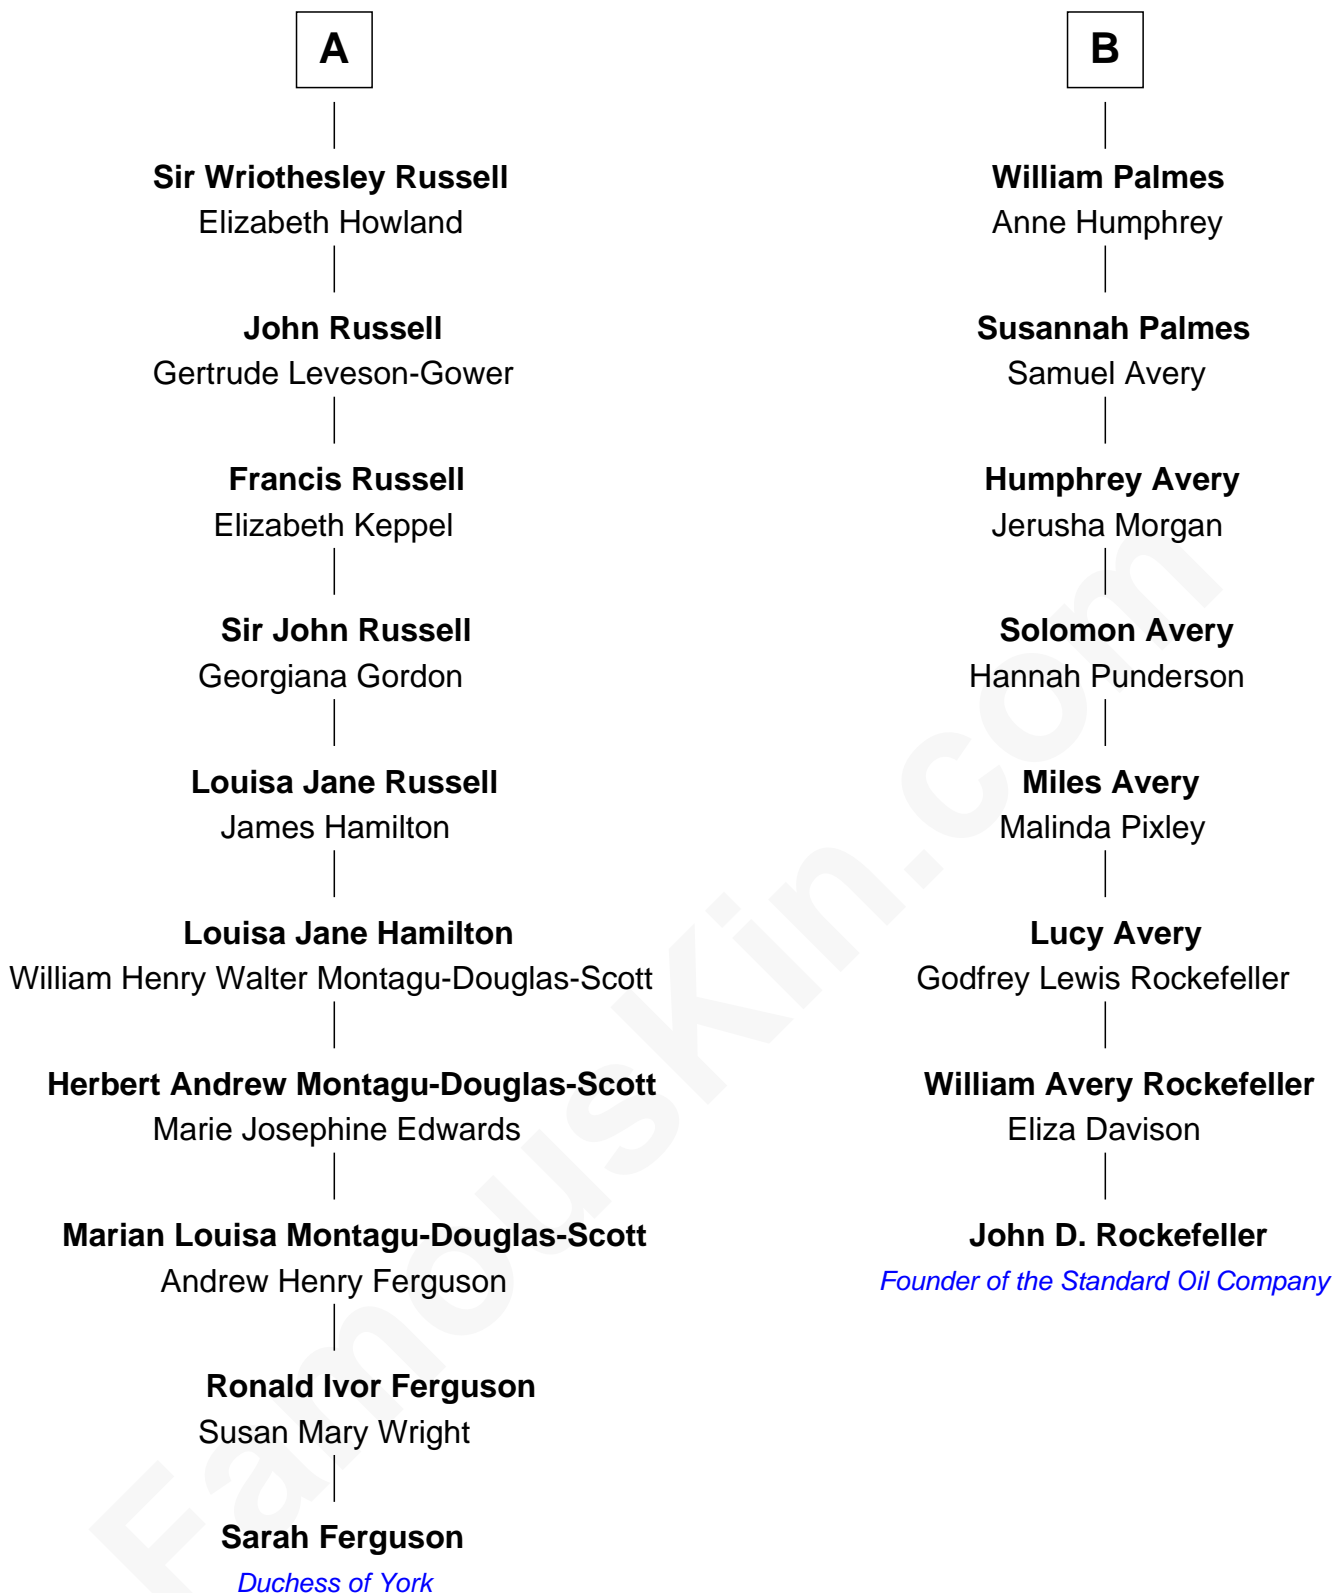 A
Sir Wriothesley Russell
Elizabeth Howland
John Russell
Gertrude Leveson-Gower
Francis Russell
Elizabeth Keppel
Sir John Russell
Georgiana Gordon
Louisa Jane Russell
James Hamilton
Louisa Jane Hamilton
William Henry Walter Montagu-Douglas-Scott
Herbert Andrew Montagu-Douglas-Scott
Marie Josephine Edwards
Marian Louisa Montagu-Douglas-Scott
Andrew Henry Ferguson
Ronald Ivor Ferguson
Susan Mary Wright
Sarah Ferguson
Duchess of York
B
William Palmes
Anne Humphrey
Susannah Palmes
Samuel Avery
Humphrey Avery
Jerusha Morgan
Solomon Avery
Hannah Punderson
Miles Avery
Malinda Pixley
Lucy Avery
Godfrey Lewis Rockefeller
William Avery Rockefeller
Eliza Davison
John D. Rockefeller
Founder of the Standard Oil Company
FamousKin.com